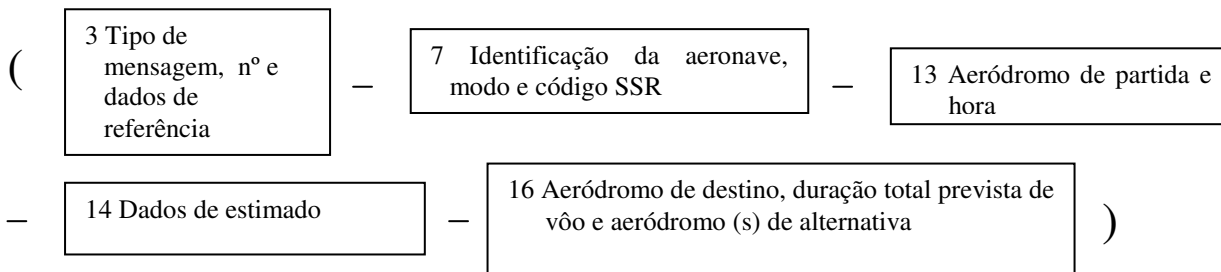 (
3 Tipo de
mensagem, nº e
dados de
referência
–
7 Identificação da aeronave,
modo e código SSR
–
13 Aeródromo de partida e
hora
–
14 Dados de estimado
–
16 Aeródromo de destino, duração total prevista de
vôo e aeródromo (s) de alternativa
)